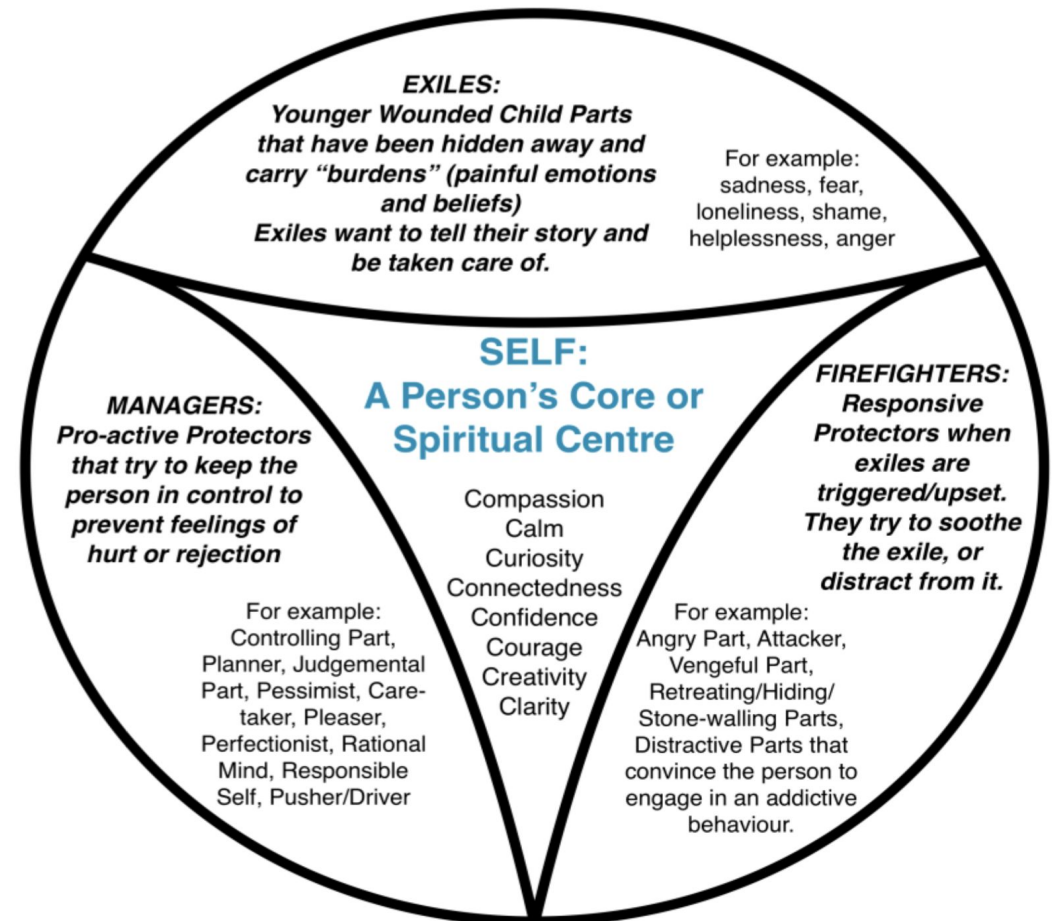 EXILES:
Younger Wounded Child Parts
that have been hidden away and
carry “burdens” (painful emotions
and beliefs)
Exiles want to tell their story and
be taken care of.
For example:
sadness, fear,
loneliness, shame,
helplessness, anger
SELF:
A Person’s Core or
Spiritual Centre
Compassion
Calm
Curiosity
Connectedness
Confidence
Courage
Creativity
Clarity
MANAGERS:
Pro-active Protectors
that try to keep the
person in control to
prevent feelings of
hurt or rejection
For example:
Controlling Part,
Planner, Judgemental
Part, Pessimist, Care-
taker, Pleaser,
Perfectionist, Rational
Mind, Responsible
Self, Pusher/Driver
FIREFIGHTERS:
Responsive
Protectors when
exiles are
triggered/upset.
They try to soothe
the exile, or
distract from it.
For example:
Angry Part, Attacker,
Vengeful Part,
Retreating/Hiding/
Stone-walling Parts,
Distractive Parts that
convince the person to
engage in an addictive
behaviour.